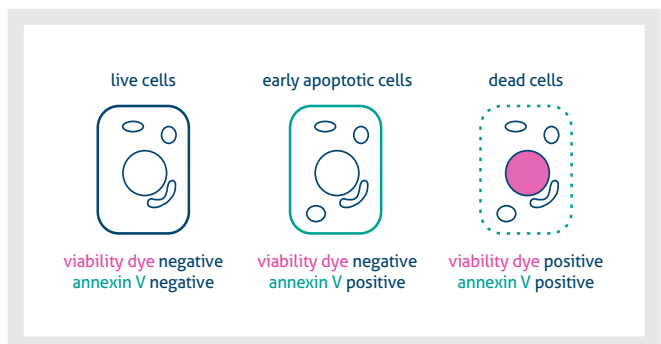 live cells
early apoptotic cells
dead cells
viability dye negative
annexin V negative
viability dye negative
annexin V positive
viability dye positive
annexin V positive